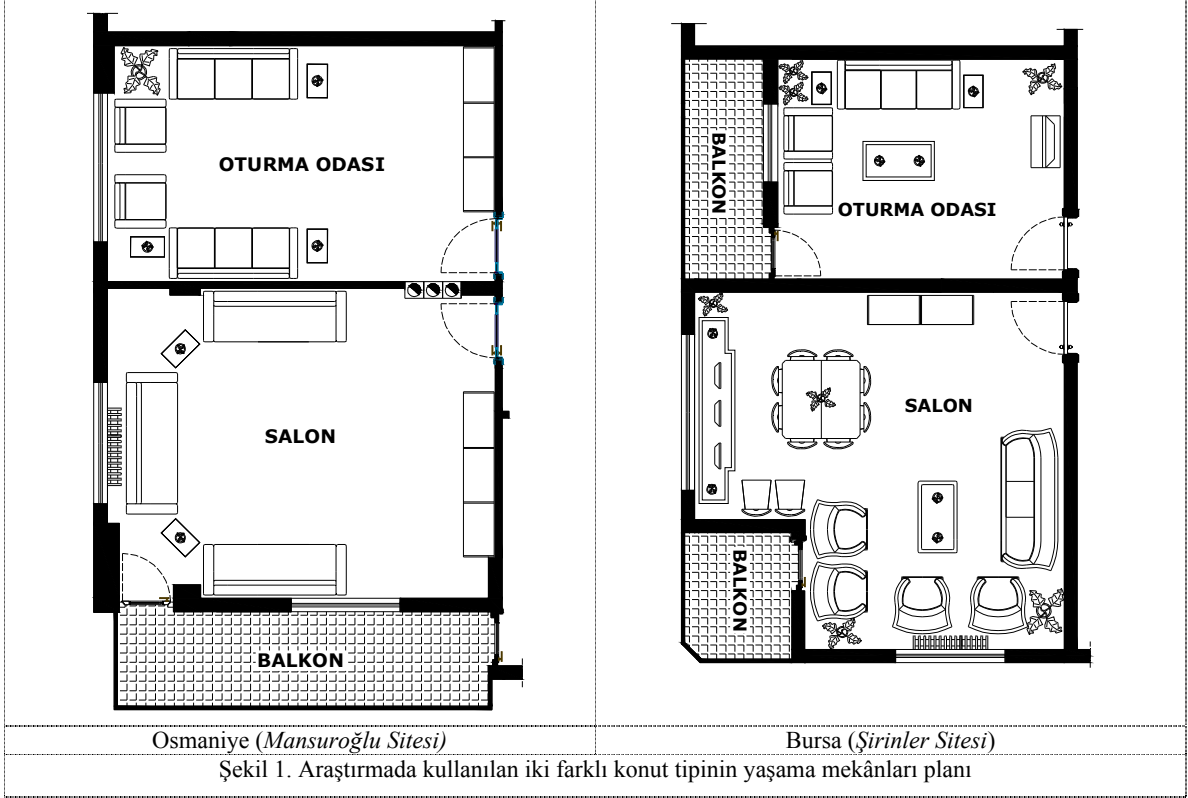 OTURMA ODASI
SALON
BALKON
BALKON
OTURMA ODASI
SALON
BALKON
Osmaniye (Mansuroğlu Sitesi)
Bursa (Şirinler Sitesi)
Şekil 1. Araştırmada kullanılan iki farklı konut tipinin yaşama mekânları planı